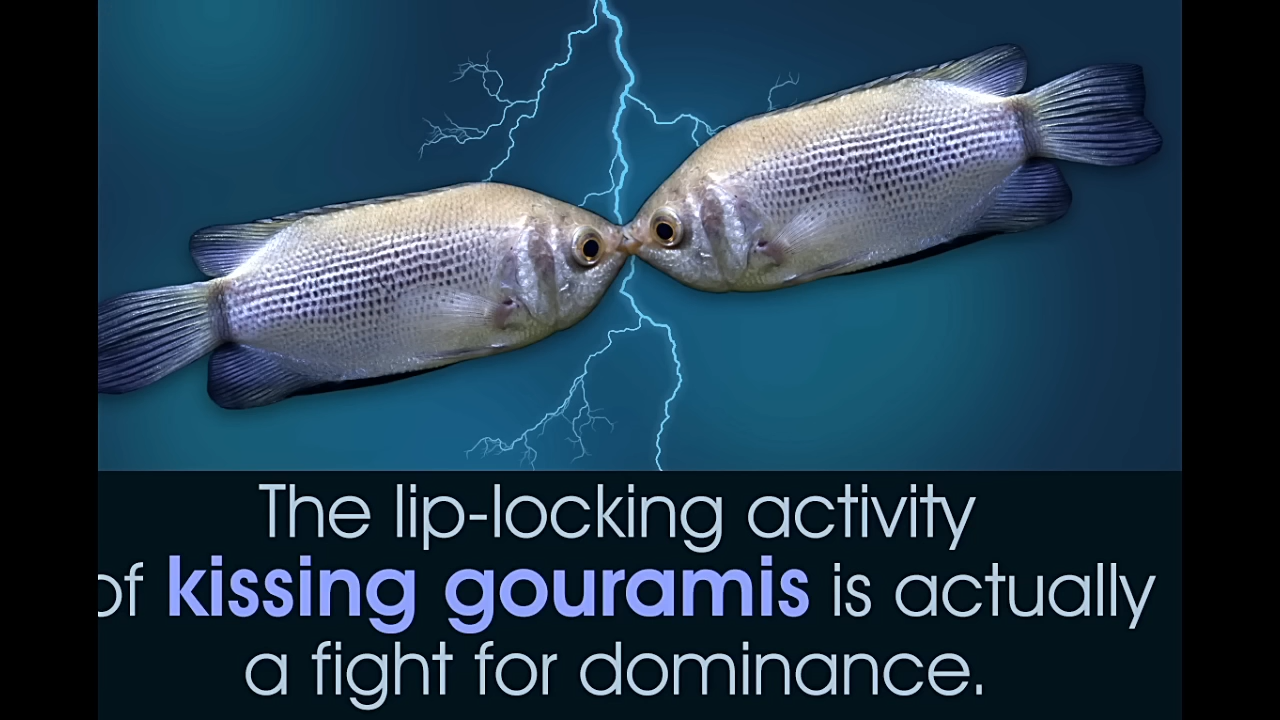 The lip-locking activity
of kissing gouramis is actually
a fight for dominance.